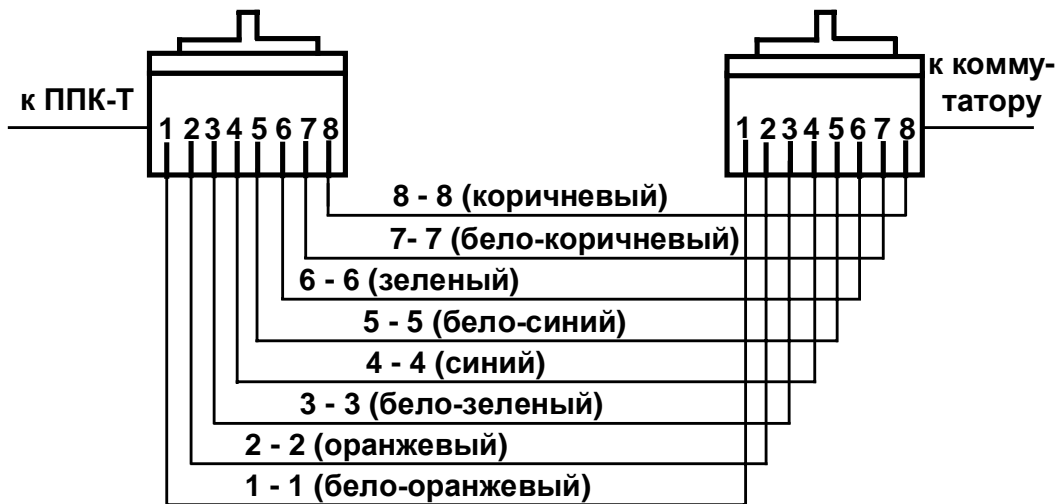 к ППК-Т
к комму-
татору
1 2 3 4 5 6 7 8
1 2 3 4 5 6 7 8
8 - 8 (коричневый)
7- 7 (бело-коричневый)
6 - 6 (зеленый)
5 - 5 (бело-синий)
4 - 4 (синий)
3 - 3 (бело-зеленый)
2 - 2 (оранжевый)
1 - 1 (бело-оранжевый)